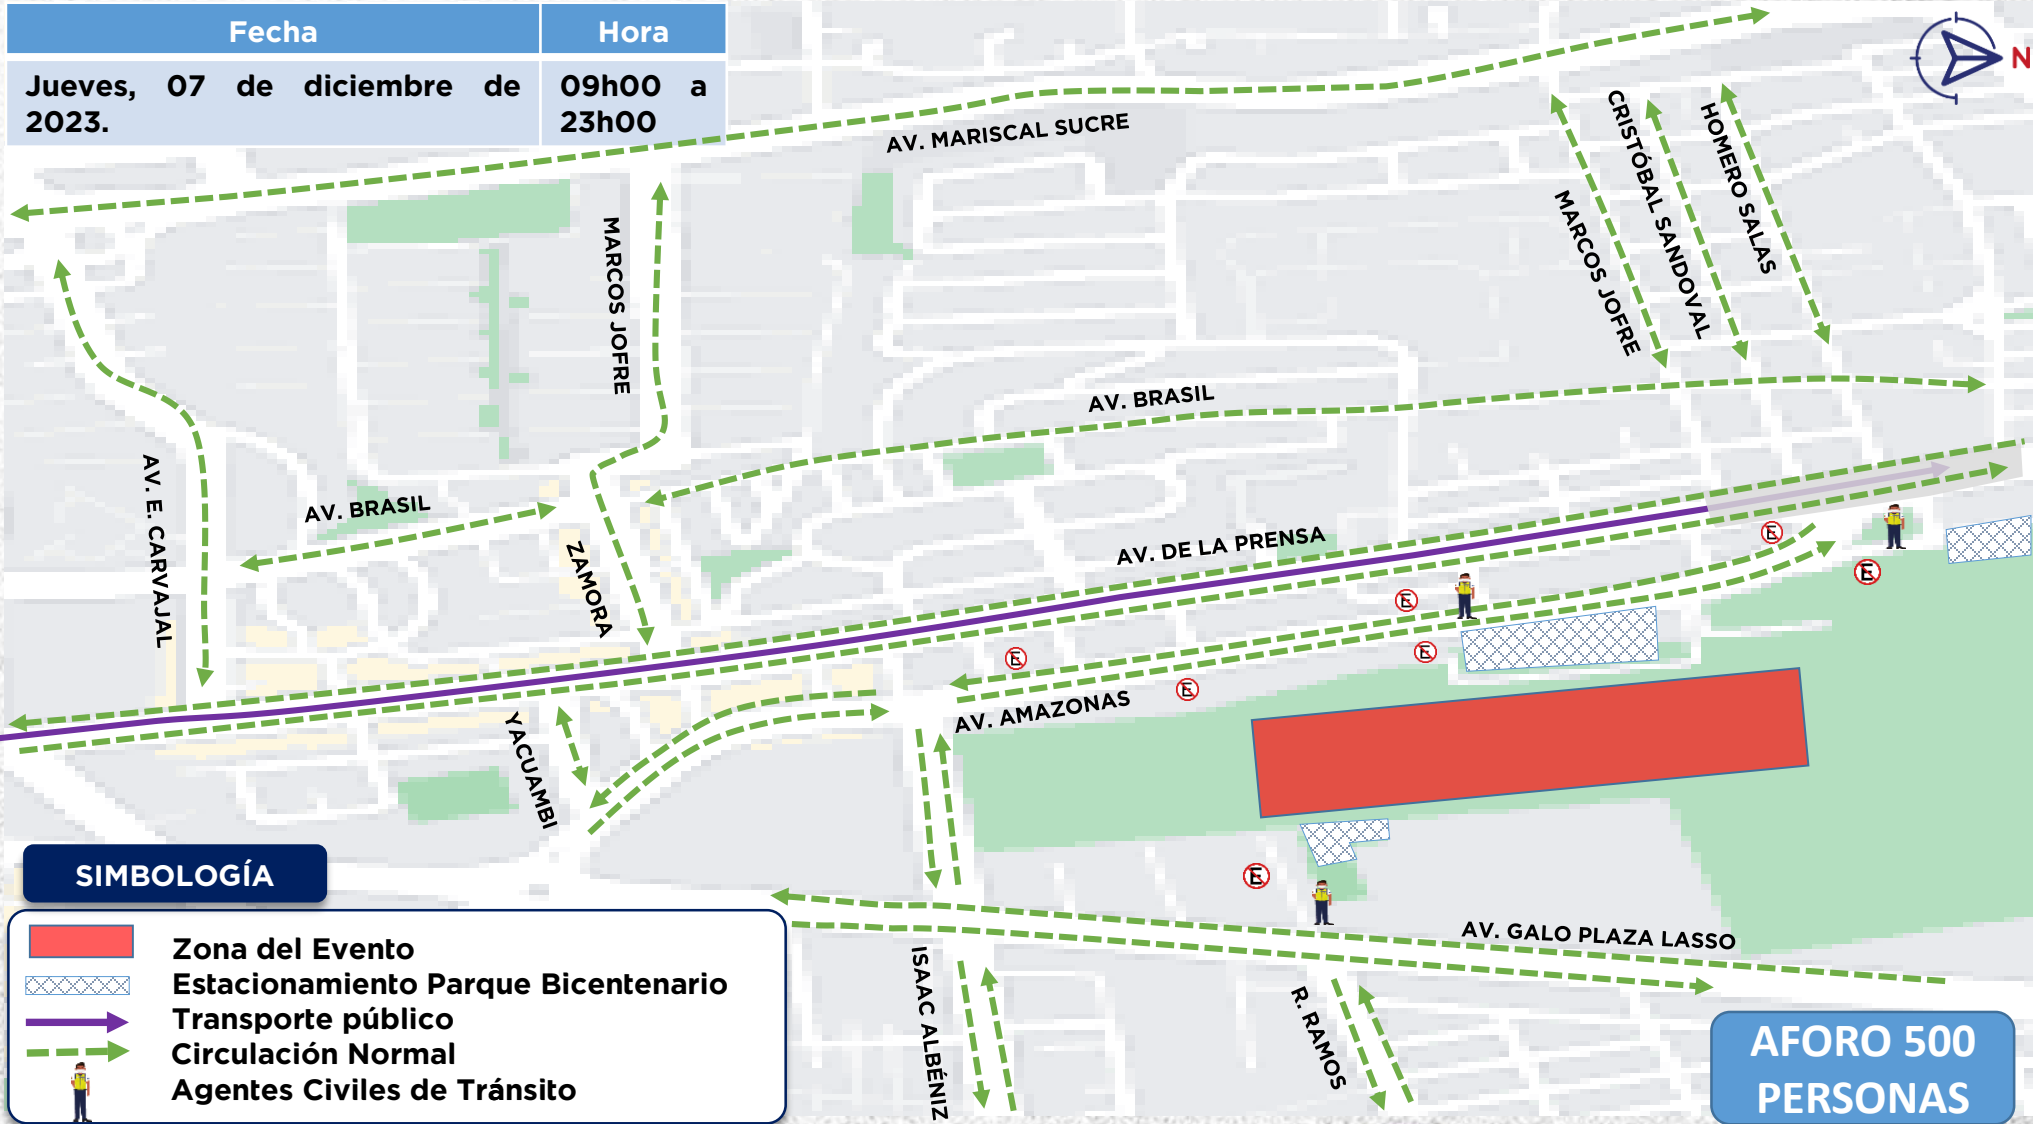 Fecha
Hora
Jueves, 07 de diciembre de
2023.
09h00 a
23h00
N
AV. MARISCAL SUCRE
MARCOS JOFRE
MARCOS JOFRE
CRISTÓBAL SANDOVAL
HOMERO SALAS
AV. BRASIL
AV. E. CARVAJAL
AV. BRASIL
ZAMORA
AV. DE LA PRENSA
E
E
E
E
E
E
AV. AMAZONAS
YACUAMBI
E
AV. GALO PLAZA LASSO
ISAAC ALBÉNIZ
R. RAMOS
SIMBOLOGÍA
Zona del Evento
Estacionamiento Parque Bicentenario
Transporte público
Circulación Normal
Agentes Civiles de Tránsito
AFORO 500
PERSONAS